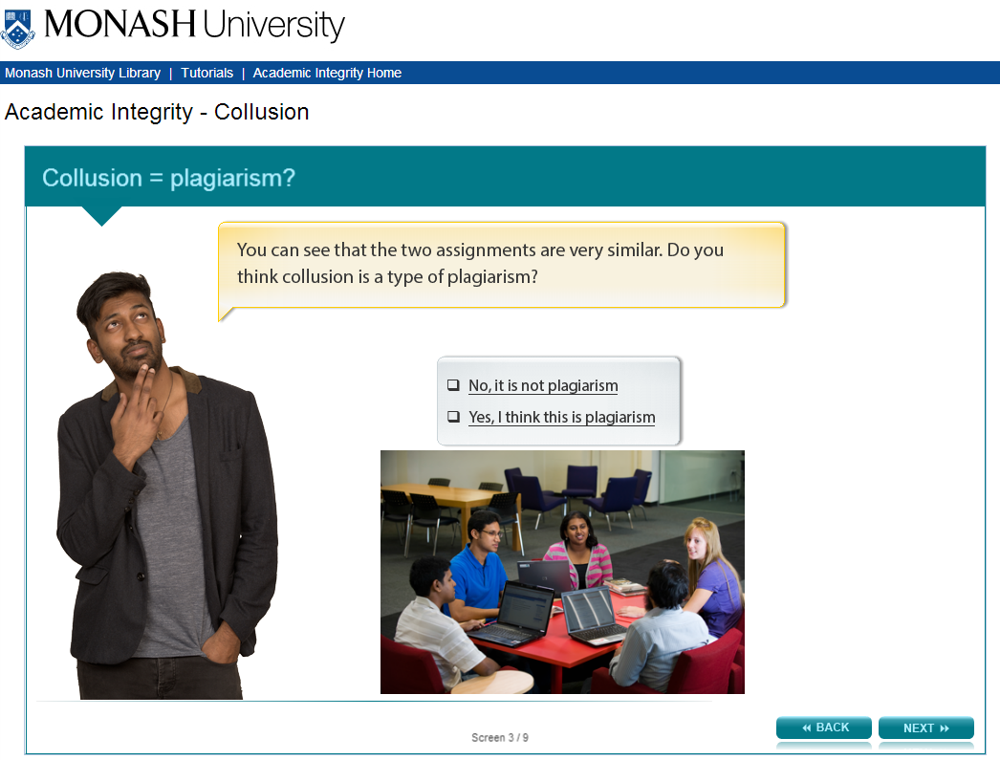 MONASH University
Monash University Library | Tutorials | Academic Integrity Home
Academic Integrity - Collusion
Collusion = plagiarism?
You can see that the two assignments are very similar. Do you
think collusion is a type of plagiarism?
No, it is not plagiarism
Yes, I think this is plagiarism
Screen 3 / 9
BACK
NEXT